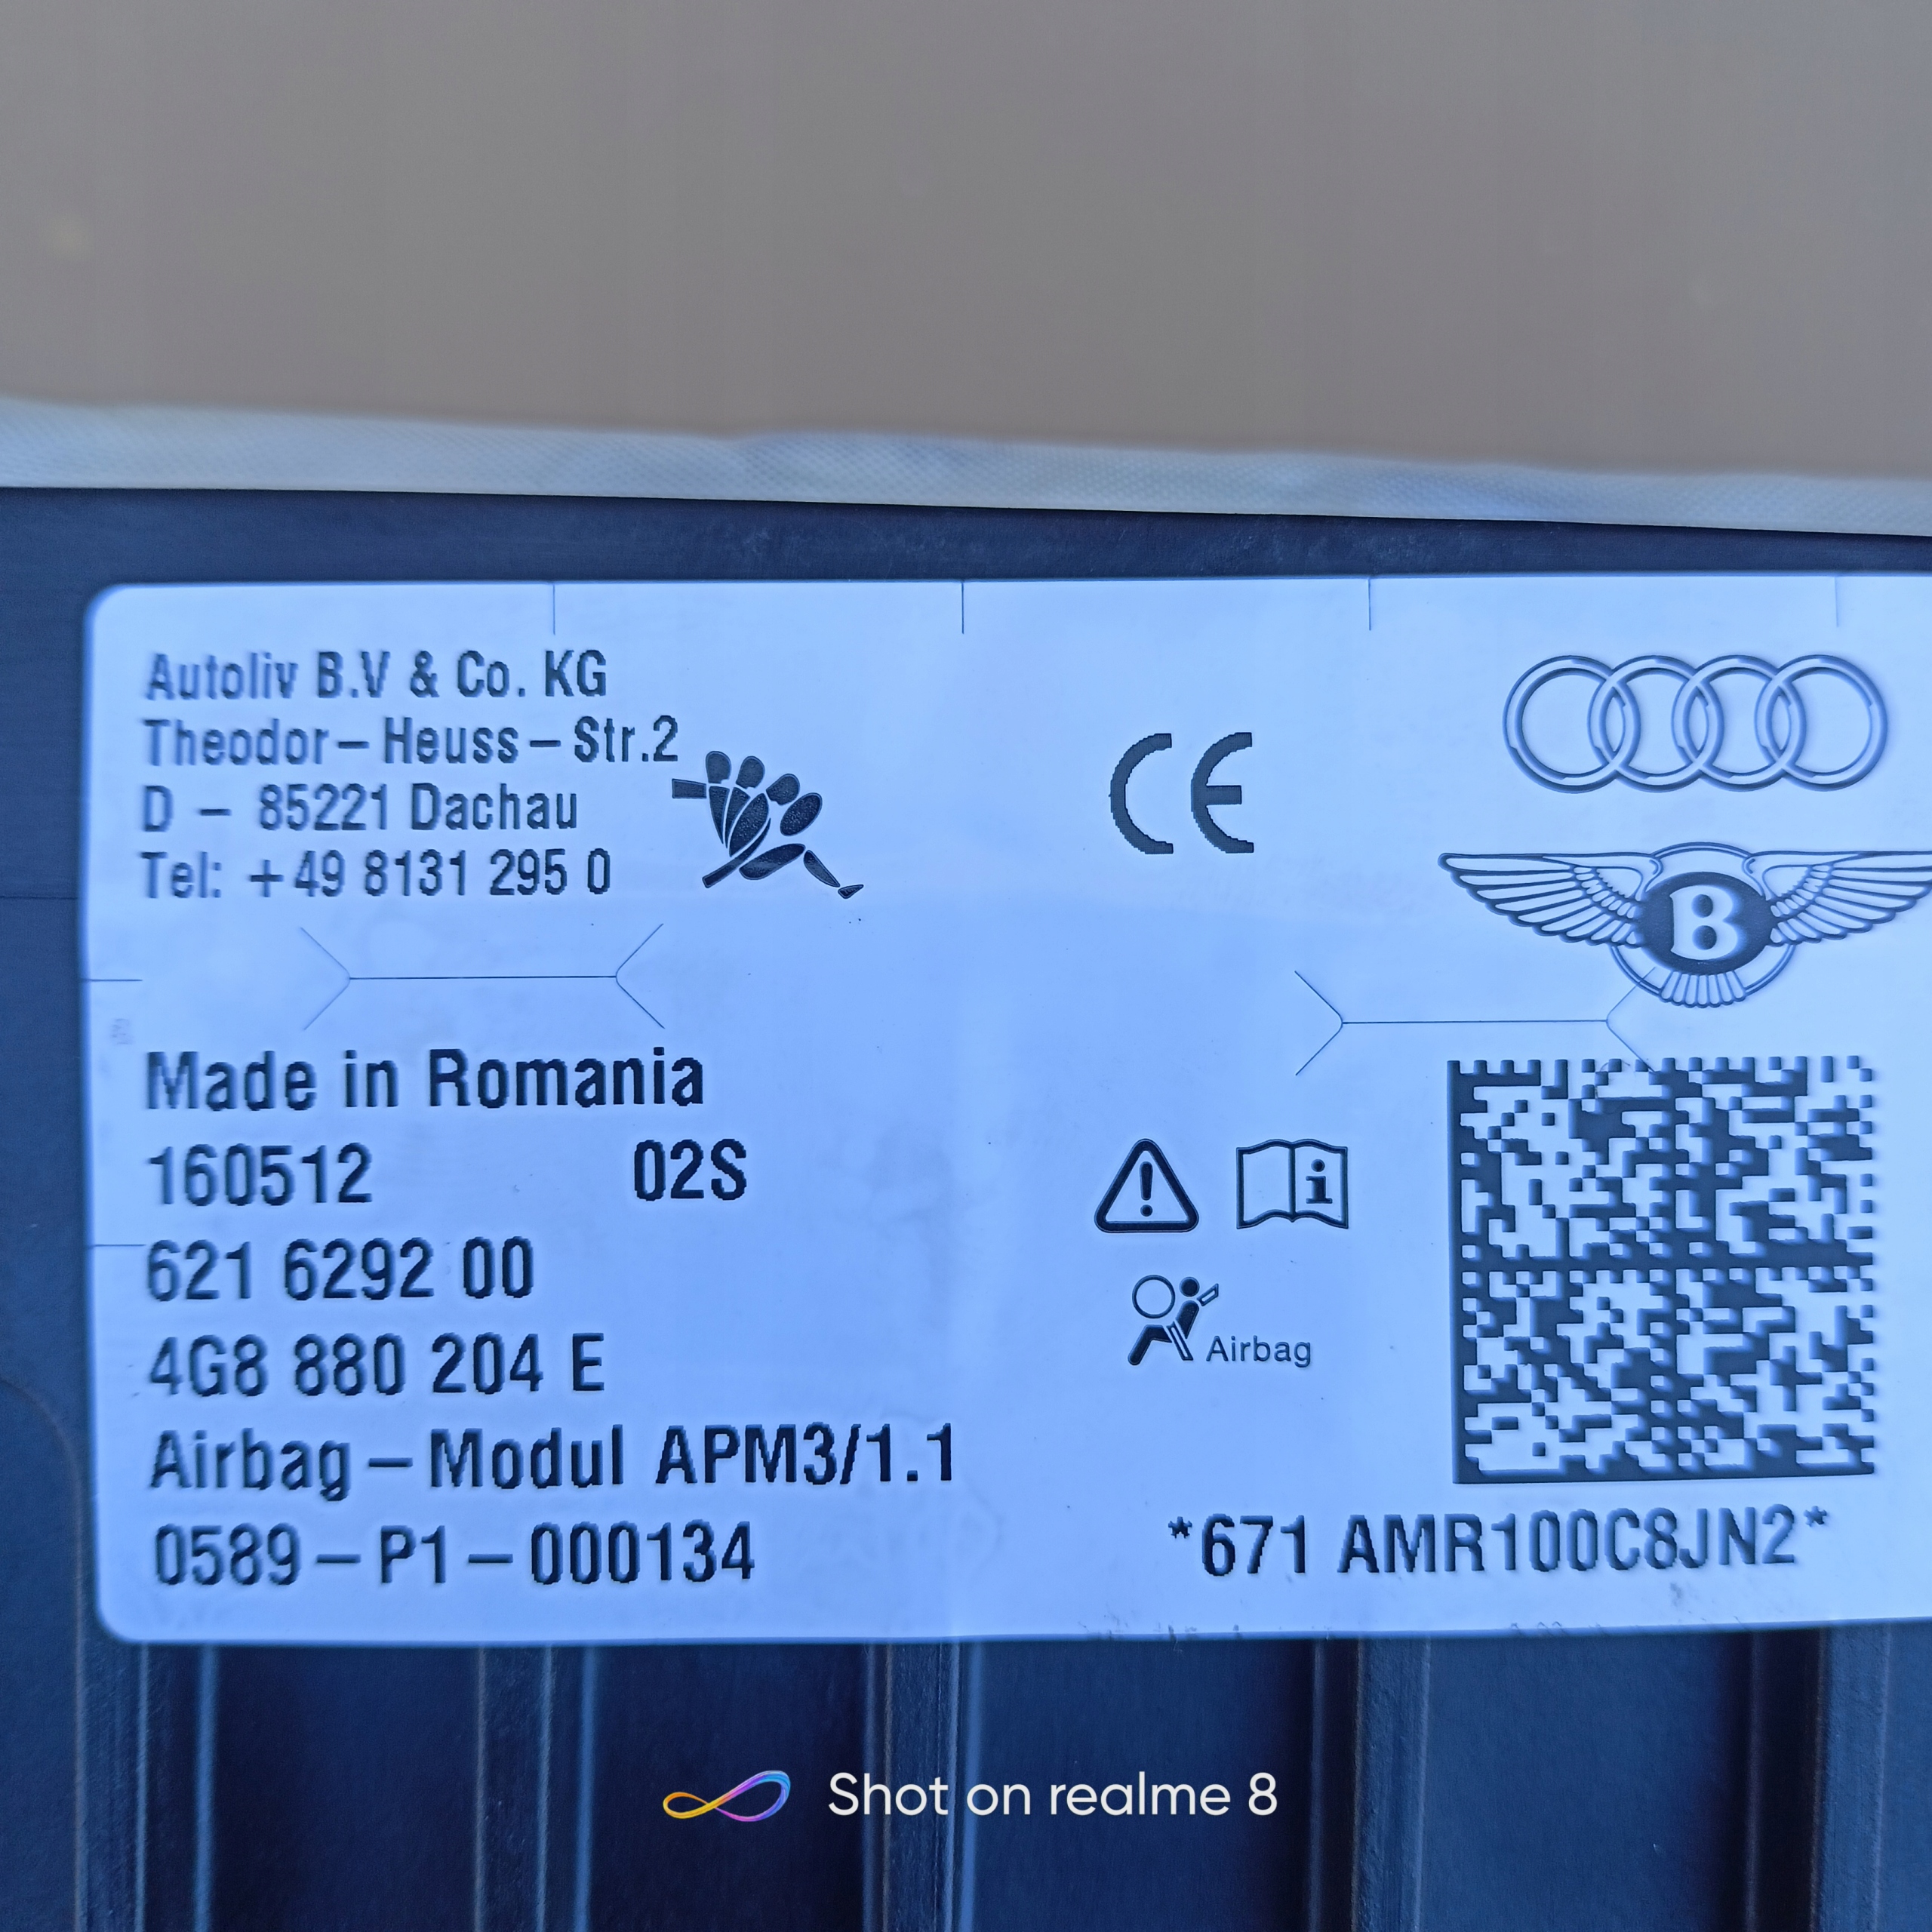 Autoliv B.V & Co. KG
Theodor-Heuss-Str.2
D - 85221 Dachau
Tel: +49 8131 295 0
CE
B
Made in Romania
160512 02S
621 6292 00
4G8 880 204 E
Airbag-Modul APM3/1.1
0589-P1-000134
Airbag
*671 AMR100C8JN2*
Shot on realme 8